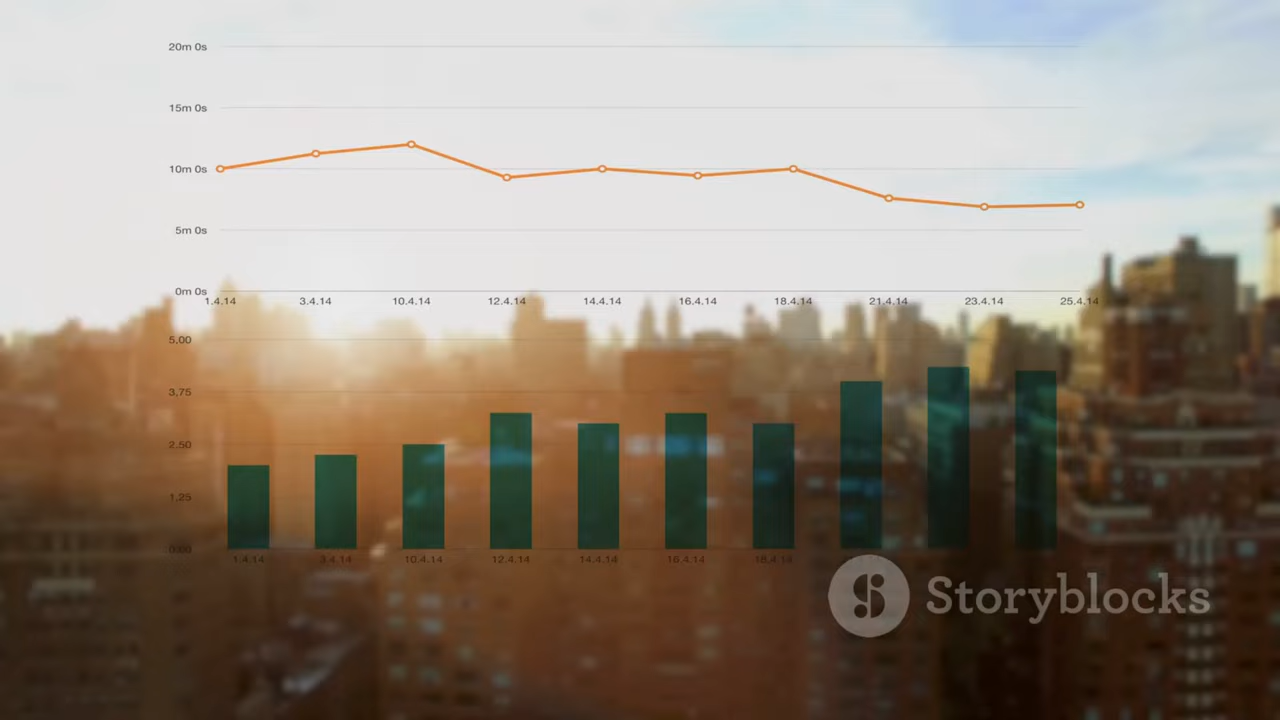 20m 0s
15m 0s
10m 0s
5m 0s
0m 0s
1.4.14 3.4.14 10.4.14 12.4.14 14.4.14 16.4.14 18.4.14 21.4.14 23.4.14 25.4.14
5.00
3,75
2.50
1,25
0.00
1.4.14 3.4.14 10.4.14 12.4.14 14.4.14 16.4.14 18.4.14
Storyblocks